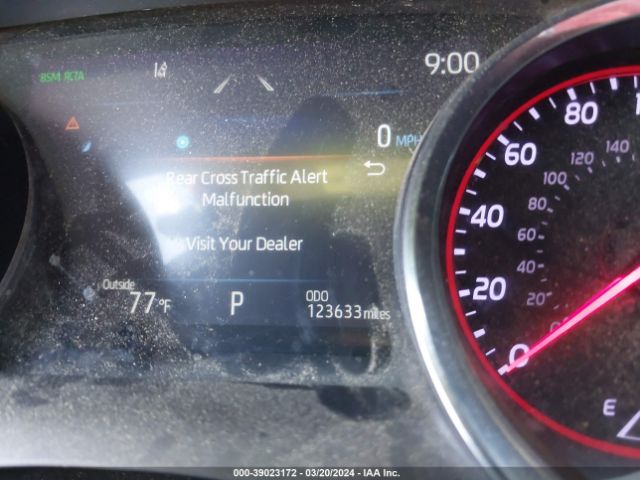 BSM RCTA
9:00
0 MPH
Rear Cross Traffic Alert
Malfunction
Visit Your Dealer
Outside
77°F
P
ODO
123633 miles
80
60
40
20
0
140
120
100
80
60
40
20
E
000-39023172 - 03/20/2024 - IAA Inc.